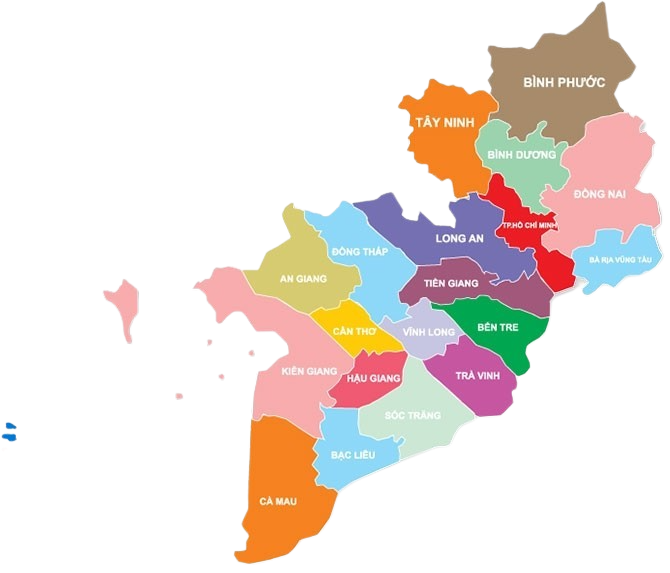 BÌNH PHƯỚC
TÂY NINH
BÌNH DƯƠNG
ĐỒNG NAI
TP.HỒ CHÍ MINH
LONG AN
BÀ RỊA VŨNG TÀU
ĐỒNG THÁP
AN GIANG
TIỀN GIANG
CẦN THƠ
VĨNH LONG
BẾN TRE
KIÊN GIANG
HẬU GIANG
TRÀ VINH
SÓC TRĂNG
BẠC LIÊU
CÀ MAU